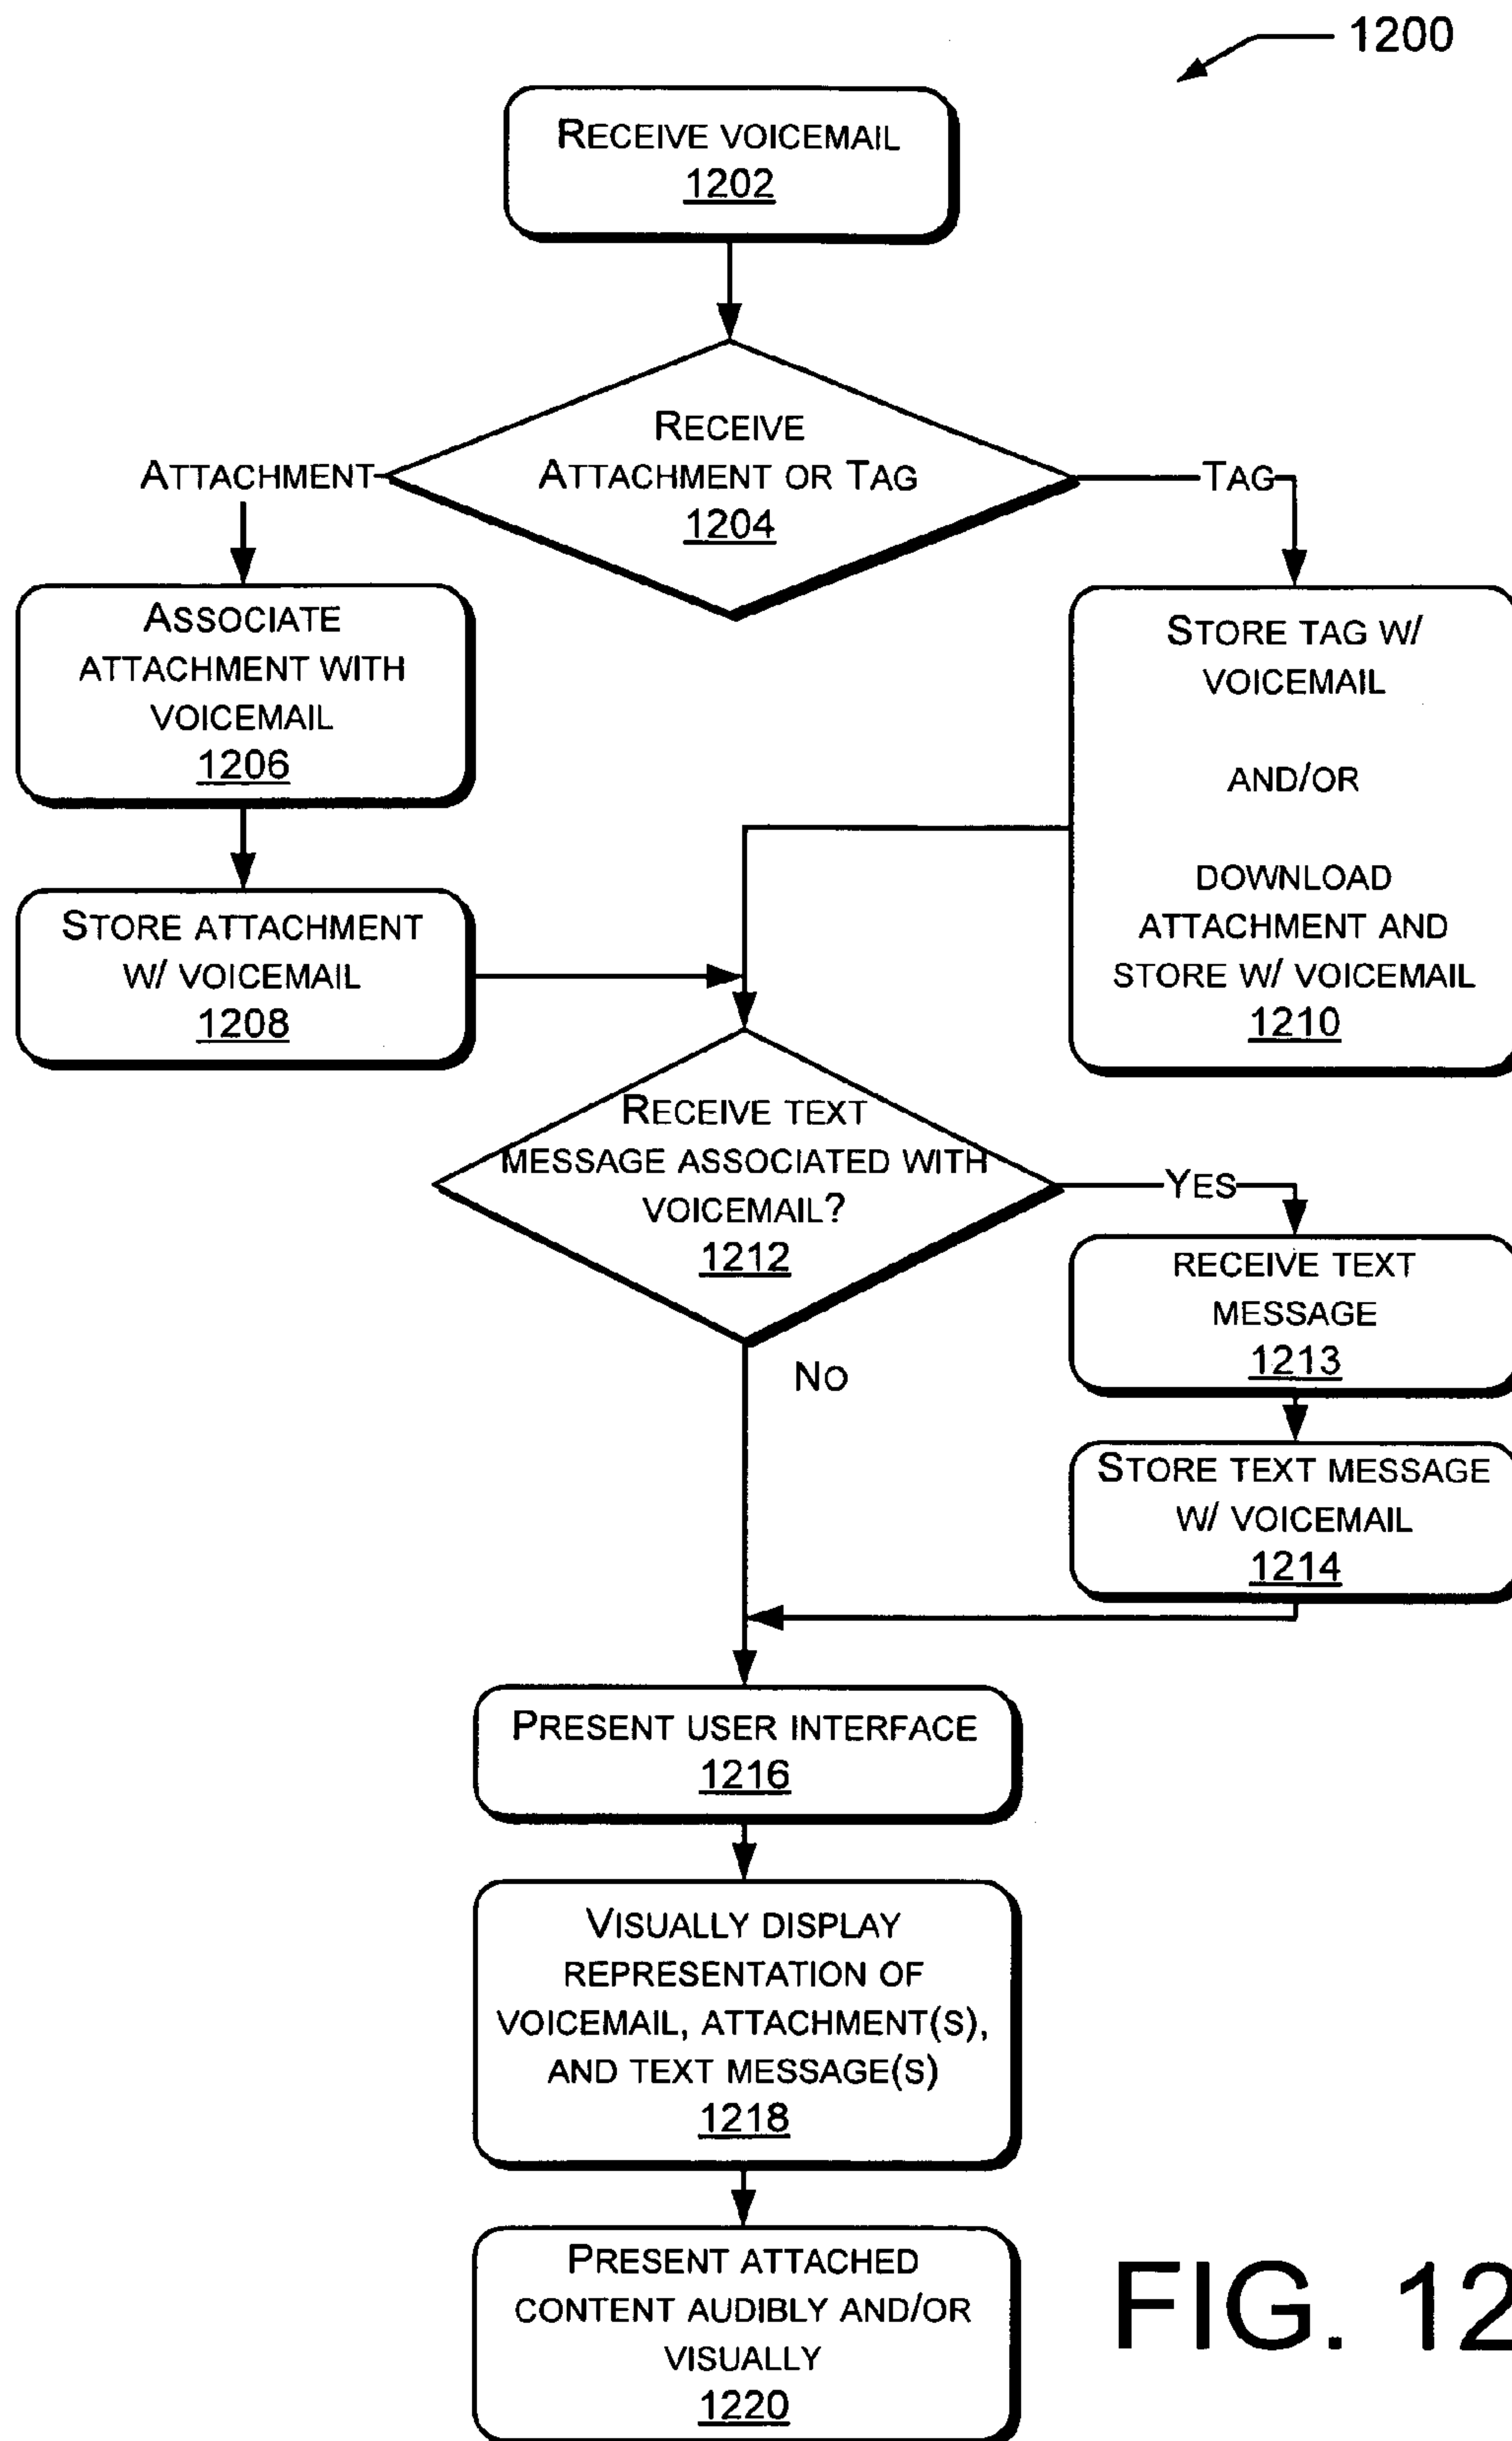 1200
RECEIVE VOICEMAIL
1202
RECEIVE
ATTACHMENT OR TAG
1204
ATTACHMENT
TAG
ASSOCIATE
ATTACHMENT WITH
VOICEMAIL
1206
STORE TAG W/
VOICEMAIL
AND/OR
DOWNLOAD
ATTACHMENT AND
STORE W/ VOICEMAIL
1210
STORE ATTACHMENT
W/ VOICEMAIL
1208
RECEIVE TEXT
MESSAGE ASSOCIATED WITH
VOICEMAIL?
1212
YES
NO
RECEIVE TEXT
MESSAGE
1213
STORE TEXT MESSAGE
W/ VOICEMAIL
1214
PRESENT USER INTERFACE
1216
VISUALLY DISPLAY
REPRESENTATION OF
VOICEMAIL, ATTACHMENT(S),
AND TEXT MESSAGE(S)
1218
PRESENT ATTACHED
CONTENT AUDIBLY AND/OR
VISUALLY
1220
FIG. 12